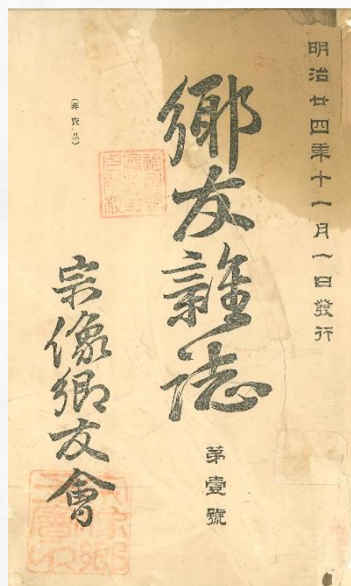 明治廿四年十一月一日發行
鄉友雜誌
第壹號
(非賣品)
宗像鄉友會